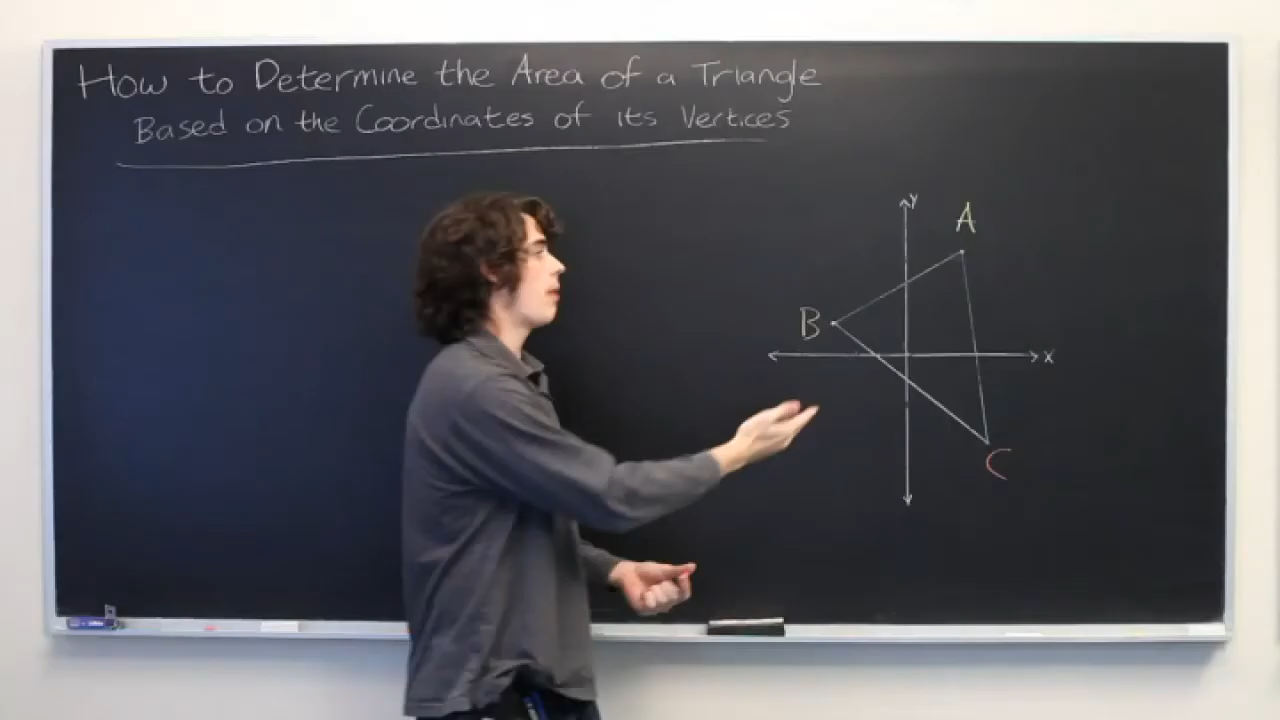 How to Determine the Area of a Triangle
Based on the Coordinates of its Vertices
y
A
B
x
C